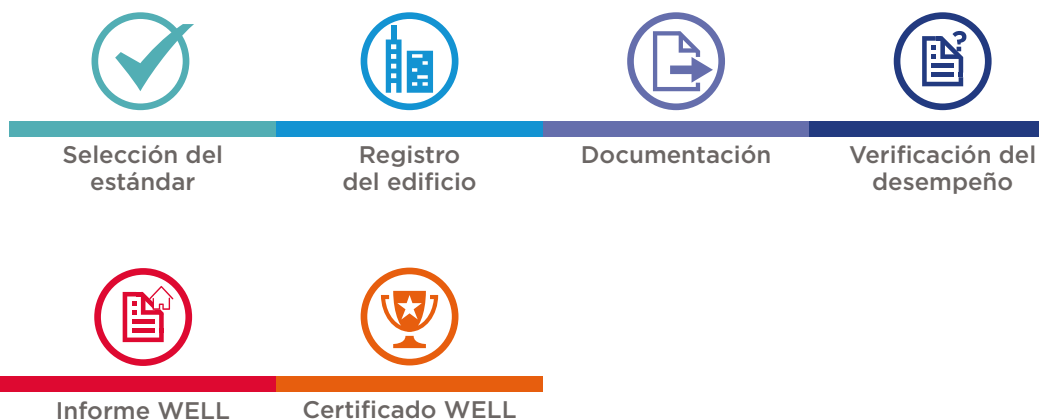 Selección del
estándar
Registro
del edificio
Documentación
Verificación del
desempeño
Informe WELL
Certificado WELL